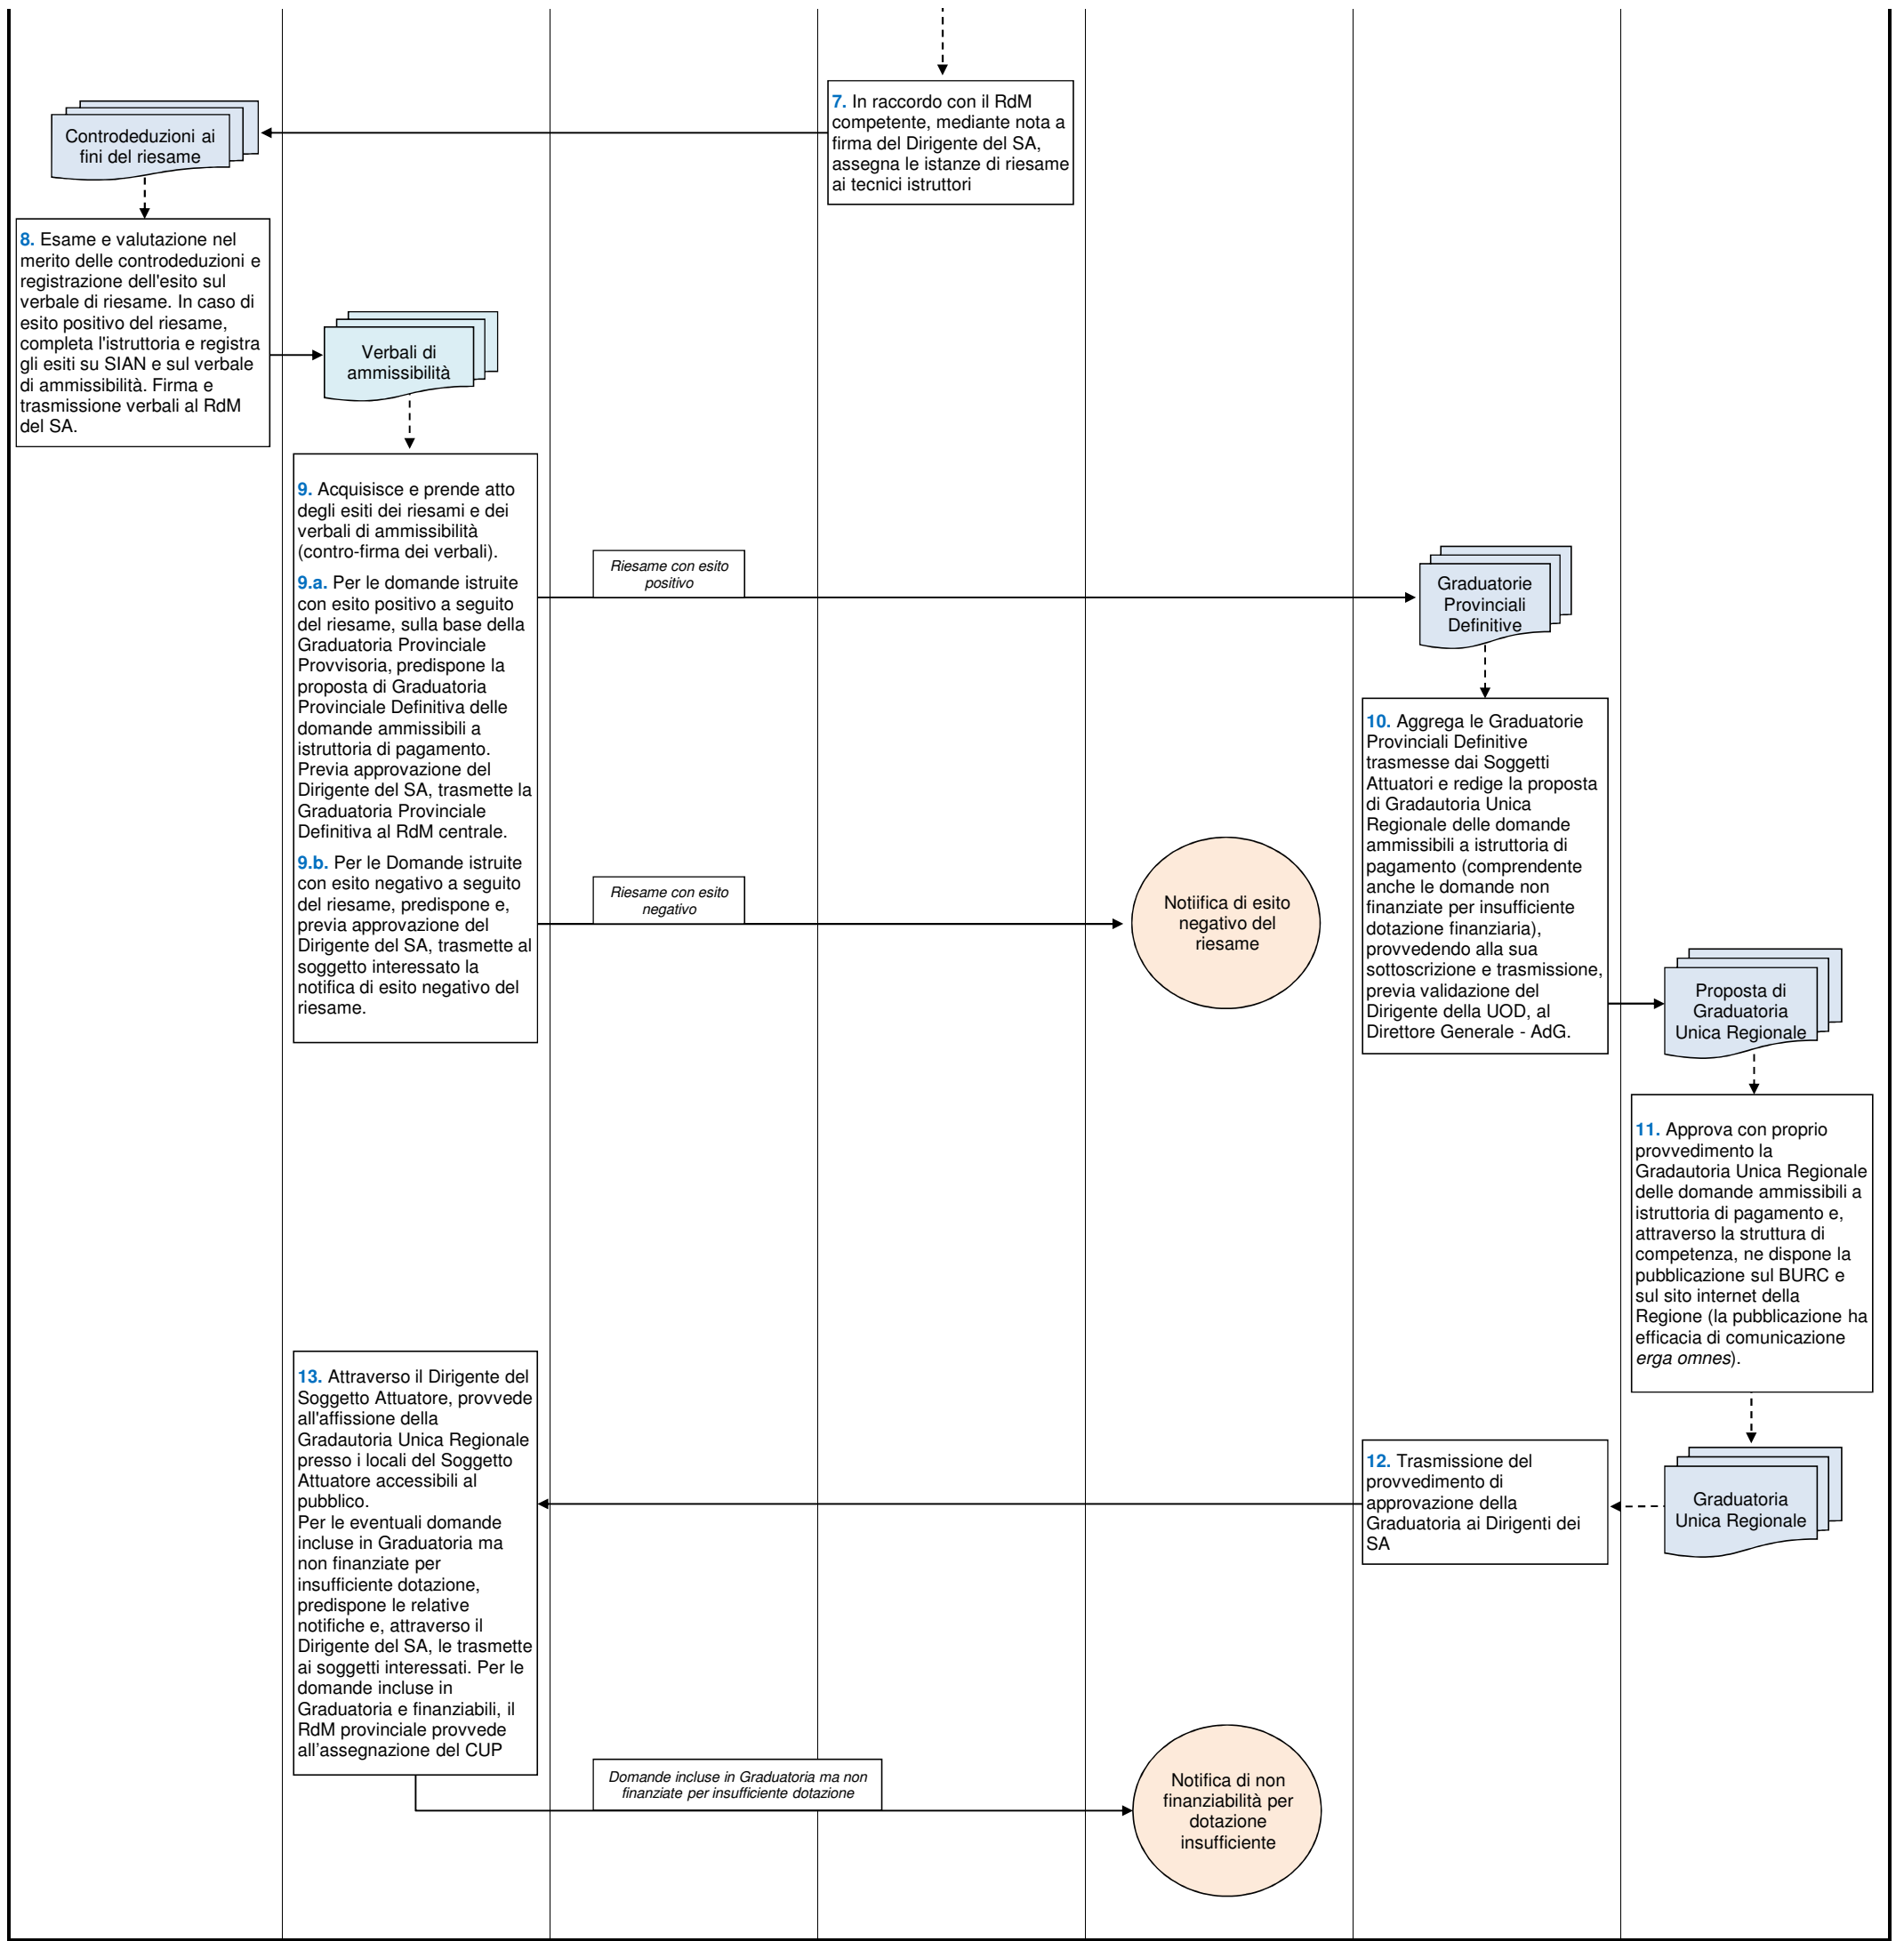 7. In raccordo con il RdM
competente, mediante nota a
firma del Dirigente del SA,
assegna le istanze di riesame
ai tecnici istruttori
Controdeduzioni ai
fini del riesame
8. Esame e valutazione nel
merito delle controdeduzioni e
registrazione dell'esito sul
verbale di riesame. In caso di
esito positivo del riesame,
completa l'istruttoria e registra
gli esiti su SIAN e sul verbale
di ammissibilità. Firma e
trasmissione verbali al RdM
del SA.
Verbali di
ammissibilità
9. Acquisisce e prende atto
degli esiti dei riesami e dei
verbali di ammissibilità
(contro-firma dei verbali).
9.a. Per le domande istruite
con esito positivo a seguito
del riesame, sulla base della
Graduatoria Provinciale
Provvisoria, predispone la
proposta di Graduatoria
Provinciale Definitiva delle
domande ammissibili a
istruttoria di pagamento.
Previa approvazione del
Dirigente del SA, trasmette la
Graduatoria Provinciale
Definitiva al RdM centrale.
9.b. Per le Domande istruite
con esito negativo a seguito
del riesame, predispone e,
previa approvazione del
Dirigente del SA, trasmette al
soggetto interessato la
notifica di esito negativo del
riesame.
Riesame con esito
positivo
Graduatorie
Provinciali
Definitive
Riesame con esito
negativo
Notiifica di esito
negativo del
riesame
10. Aggrega le Graduatorie
Provinciali Definitive
trasmesse dai Soggetti
Attuatori e redige la proposta
di Gradautoria Unica
Regionale delle domande
ammissibili a istruttoria di
pagamento (comprendente
anche le domande non
finanziate per insufficiente
dotazione finanziaria),
provvedendo alla sua
sottoscrizione e trasmissione,
previa validazione del
Dirigente della UOD, al
Direttore Generale - AdG.
Proposta di
Graduatoria
Unica Regionale
11. Approva con proprio
provvedimento la
Gradautoria Unica Regionale
delle domande ammissibili a
istruttoria di pagamento e,
attraverso la struttura di
competenza, ne dispone la
pubblicazione sul BURC e
sul sito internet della
Regione (la pubblicazione ha
efficacia di comunicazione
erga omnes).
Graduatoria
Unica Regionale
12. Trasmissione del
provvedimento di
approvazione della
Graduatoria ai Dirigenti dei
SA
13. Attraverso il Dirigente del
Soggetto Attuatore, provvede
all'affissione della
Gradautoria Unica Regionale
presso i locali del Soggetto
Attuatore accessibili al
pubblico.
Per le eventuali domande
incluse in Graduatoria ma
non finanziate per
insufficiente dotazione,
predispone le relative
notifiche e, attraverso il
Dirigente del SA, le trasmette
ai soggetti interessati. Per le
domande incluse in
Graduatoria e finanziabili, il
RdM provinciale provvede
all'assegnazione del CUP
Domande incluse in Graduatoria ma non
finanziate per insufficiente dotazione
Notifica di non
finanziabilità per
dotazione
insufficiente